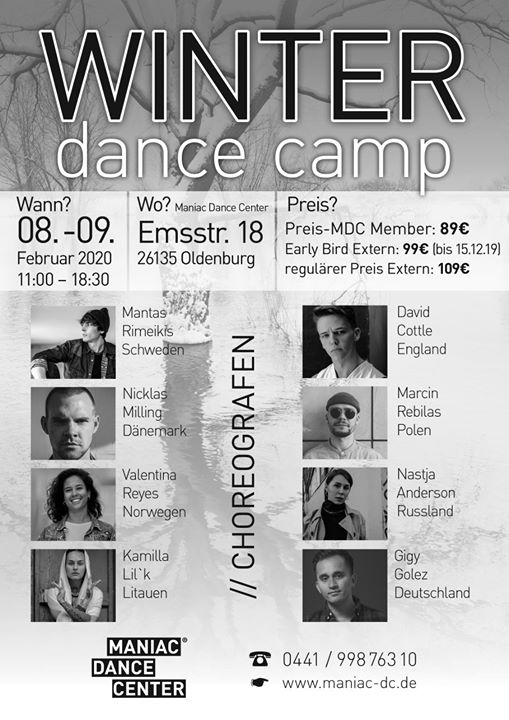 WINTER
dance camp
Wann?
08.-09.
Februar 2020
11:00 – 18:30
Wo? Maniac Dance Center
Emsstr. 18
26135 Oldenburg
Preis?
Preis-MDC Member: 89€
Early Bird Extern: 99€ (bis 15.12.19)
regulärer Preis Extern: 109€
// CHOREOGRAFEN
Mantas
Rimeikis
Schweden
David
Cottle
England
Nicklas
Milling
Dänemark
Marcin
Rebilas
Polen
Valentina
Reyes
Norwegen
Nastja
Anderson
Russland
Kamilla
Lil`k
Litauen
Gigy
Golez
Deutschland
MANIAC®
DANCE
CENTER
0441 / 998 763 10
www.maniac-dc.de